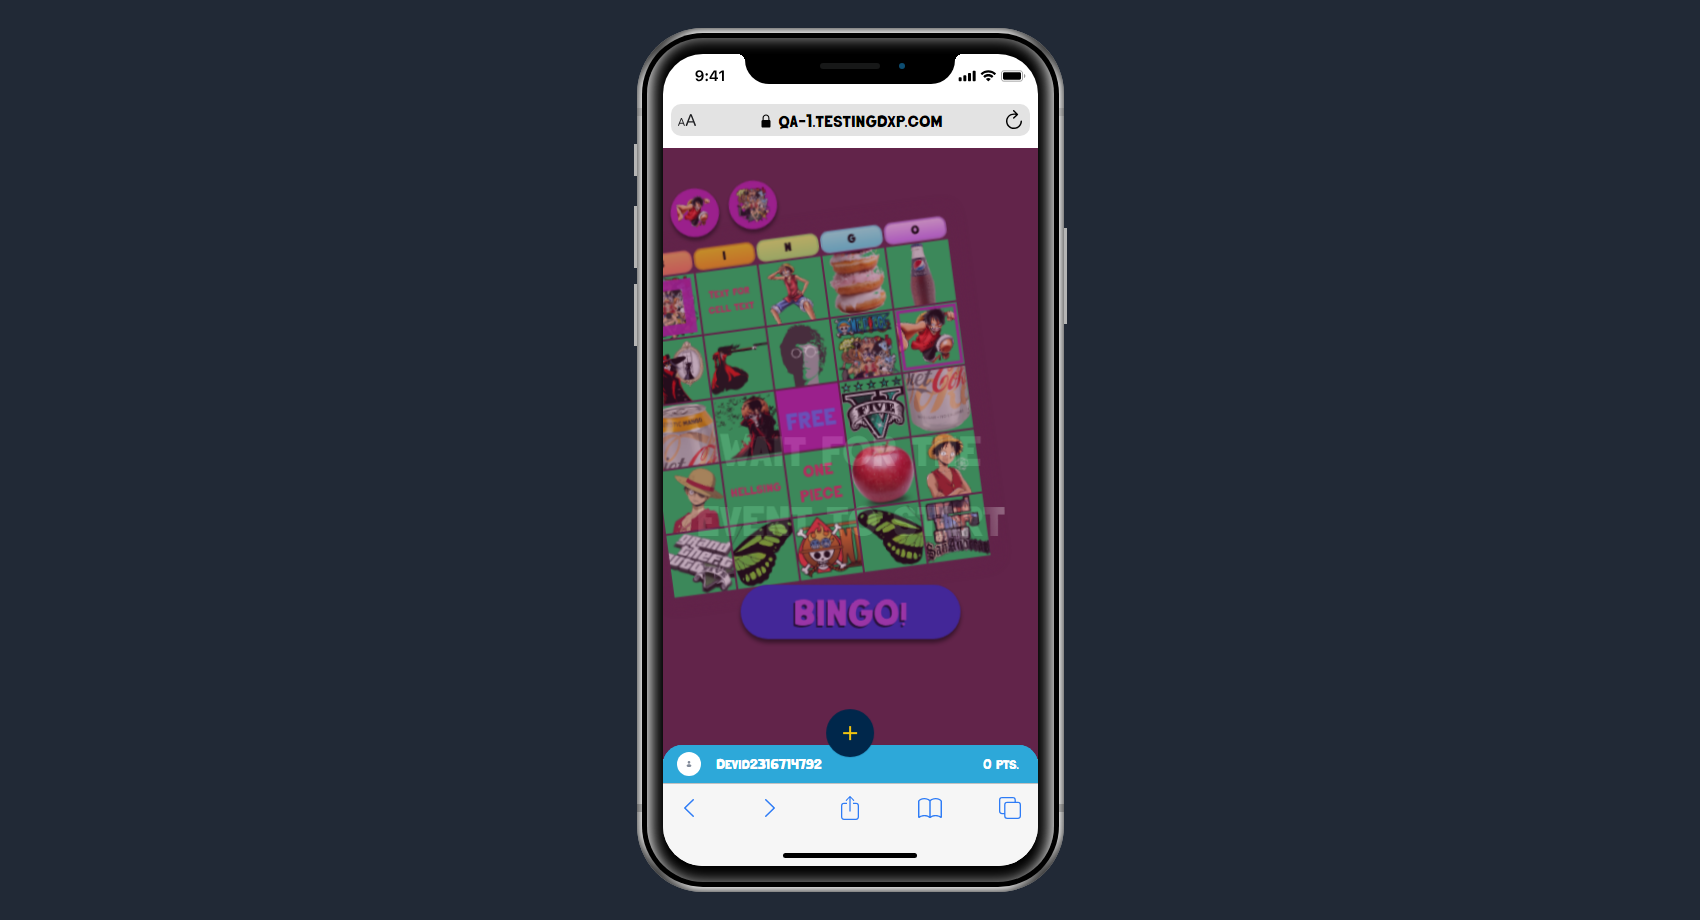 9:41
AA
QA-1.TESTINGDXP.COM
I N G O
TEXT FOR
CELL TEXT
FIVE
FREE
WAIT FOR THE
ONE
PIECE
HELLSING
EVENT TO START
BINGO!
+
DEVID2316714792
0 PTS.